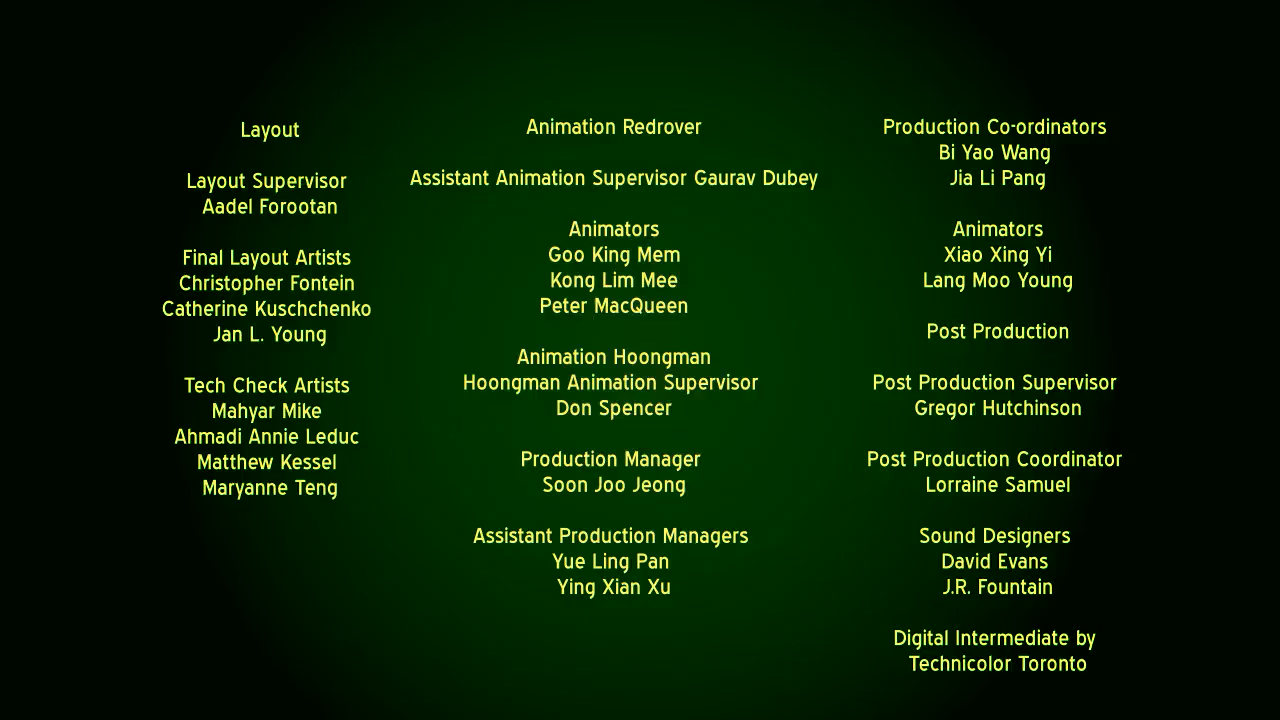 Layout
Layout Supervisor
Aadel Forootan
Final Layout Artists
Christopher Fontein
Catherine Kuschchenko
Jan L. Young
Tech Check Artists
Mahyar Mike
Ahmadi Annie Leduc
Matthew Kessel
Maryanne Teng
Animation Redrover
Assistant Animation Supervisor Gaurav Dubey
Animators
Goo King Mem
Kong Lim Mee
Peter MacQueen
Animation Hoongman
Hoongman Animation Supervisor
Don Spencer
Production Manager
Soon Joo Jeong
Assistant Production Managers
Yue Ling Pan
Ying Xian Xu
Production Co-ordinators
Bi Yao Wang
Jia Li Pang
Animators
Xiao Xing Yi
Lang Moo Young
Post Production
Post Production Supervisor
Gregor Hutchinson
Post Production Coordinator
Lorraine Samuel
Sound Designers
David Evans
J.R. Fountain
Digital Intermediate by
Technicolor Toronto